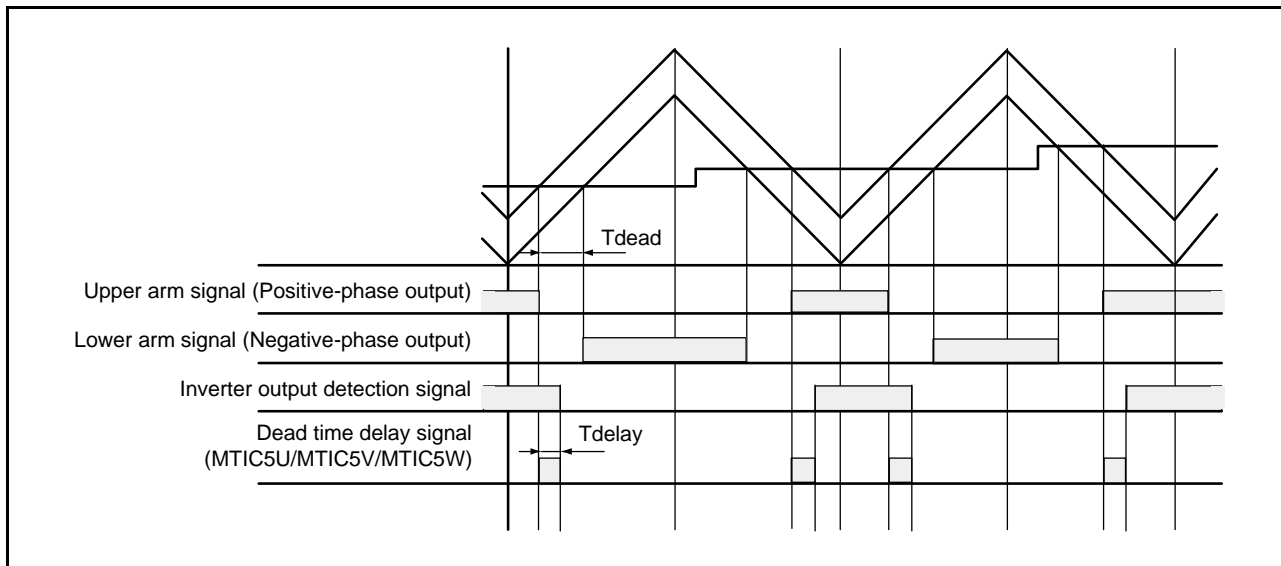 Tdead
Upper arm signal (Positive-phase output)
Lower arm signal (Negative-phase output)
Inverter output detection signal
Dead time delay signal
(MTIC5U/MTIC5V/MTIC5W)
Tdelay